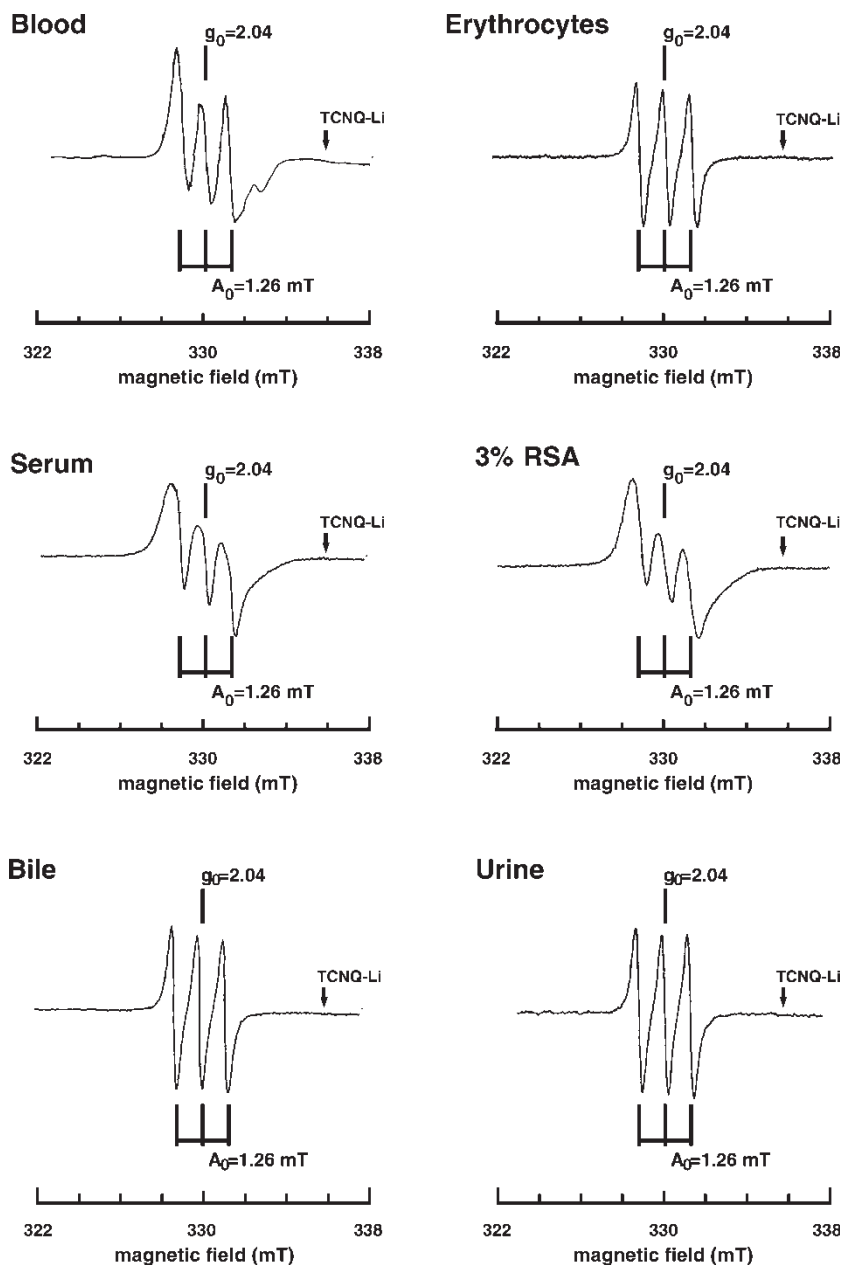 Blood
g₀=2.04
TCNQ-Li
A₀=1.26 mT
322 330 338
magnetic field (mT)
Erythrocytes
g₀=2.04
TCNQ-Li
A₀=1.26 mT
322 330 338
magnetic field (mT)
Serum
g₀=2.04
TCNQ-Li
A₀=1.26 mT
322 330 338
magnetic field (mT)
3% RSA
g₀=2.04
TCNQ-Li
A₀=1.26 mT
322 330 338
magnetic field (mT)
Bile
g₀=2.04
TCNQ-Li
A₀=1.26 mT
322 330 338
magnetic field (mT)
Urine
g₀=2.04
TCNQ-Li
A₀=1.26 mT
322 330 338
magnetic field (mT)